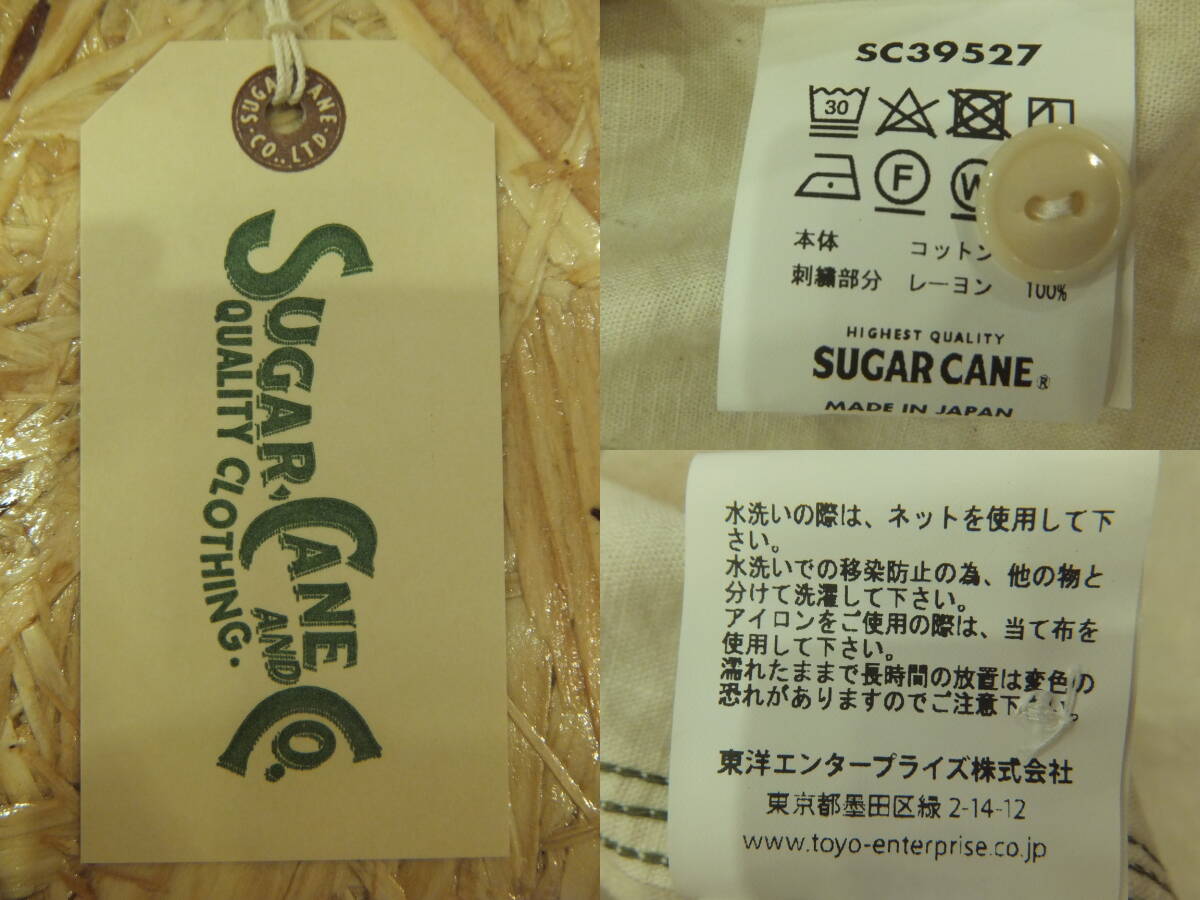 SUGAR CANE
CO., LTD.
SUGAR CANE AND CO.
QUALITY CLOTHING.
SC39527
30
F
W
本体 コットン
刺繍部分 レーヨン 100%
HIGHEST QUALITY
SUGAR CANE®
MADE IN JAPAN
水洗いの際は、ネットを使用して下
さい。
水洗いでの移染防止の為、他の物と
分けて洗濯して下さい。
アイロンをご使用の際は、当て布を
使用して下さい。
濡れたままで長時間の放置は変色の
恐れがありますのでご注意下さい。
東洋エンタープライズ株式会社
東京都墨田区緑 2-14-12
www.toyo-enterprise.co.jp